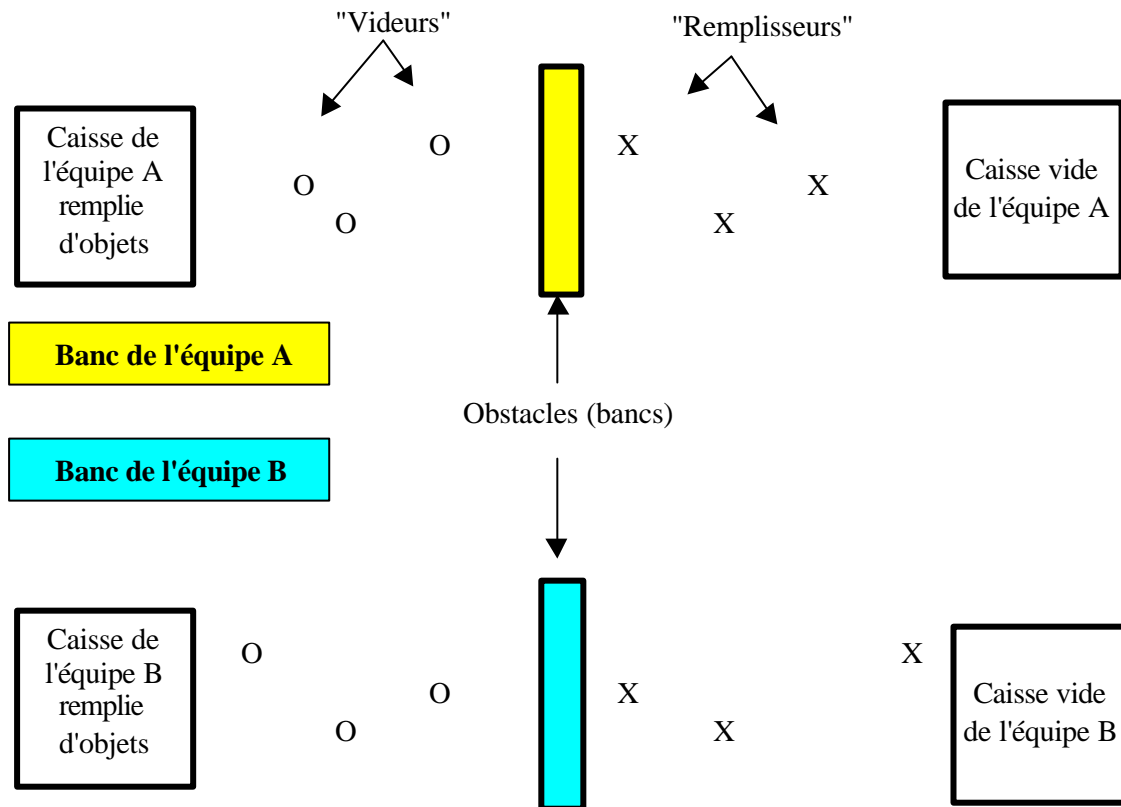 "Videurs"
"Remplisseurs"
Caisse de
l'équipe A
remplie
d'objets
O
O
O
X
X
X
Caisse vide
de l'équipe A
Banc de l'équipe A
Obstacles (bancs)
Banc de l'équipe B
Caisse de
l'équipe B
remplie
d'objets
O
O
O
X
X
X
Caisse vide
de l'équipe B